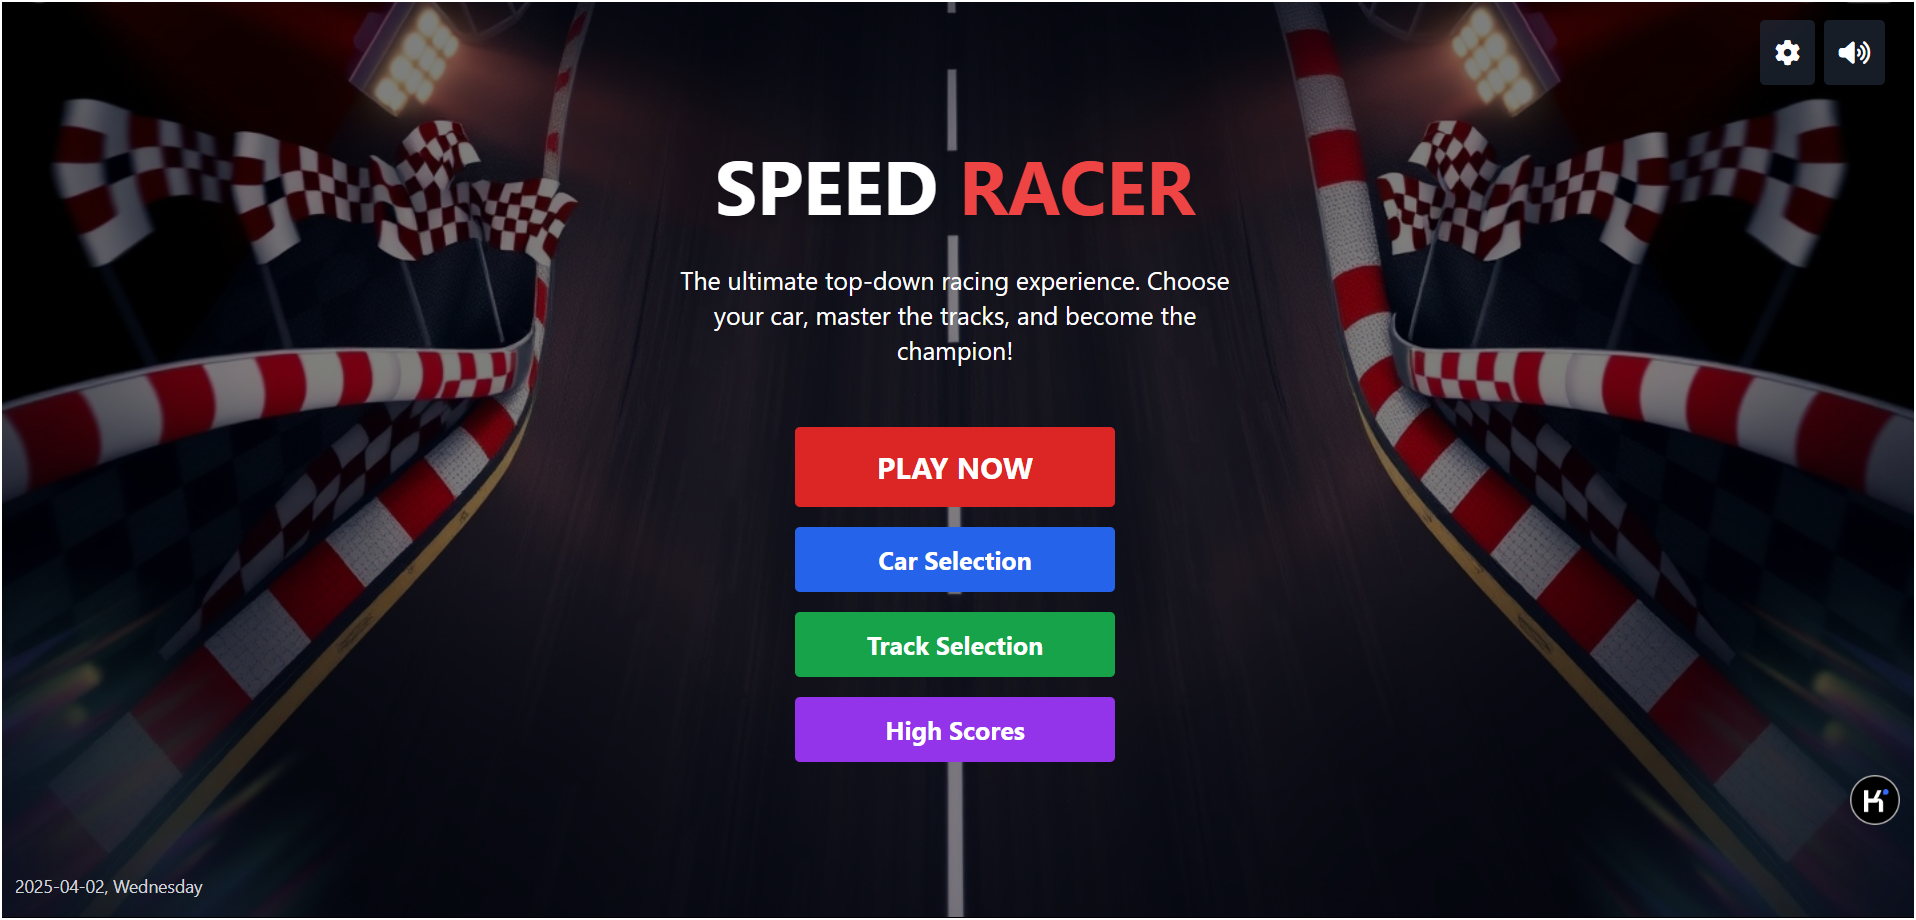 SPEED RACER
The ultimate top-down racing experience. Choose
your car, master the tracks, and become the
champion!
PLAY NOW
Car Selection
Track Selection
High Scores
K
2025-04-02, Wednesday